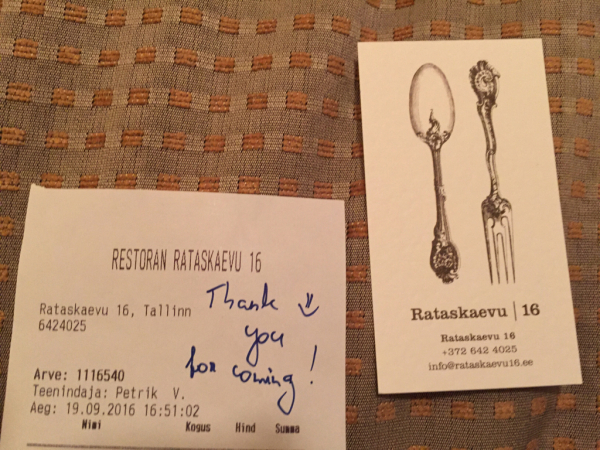 RESTORAN RATASKAEVU 16
Rataskaevu 16, Tallinn
6424025
Thank
you
for coming!
Arve: 1116540
Teenindaja: Petrik V.
Aeg: 19.09.2016 16:51:02
Nimi Kogus Hind Summa
Rataskaevu | 16
Rataskaevu 16
+372 642 4025
info@rataskaevu16.ee